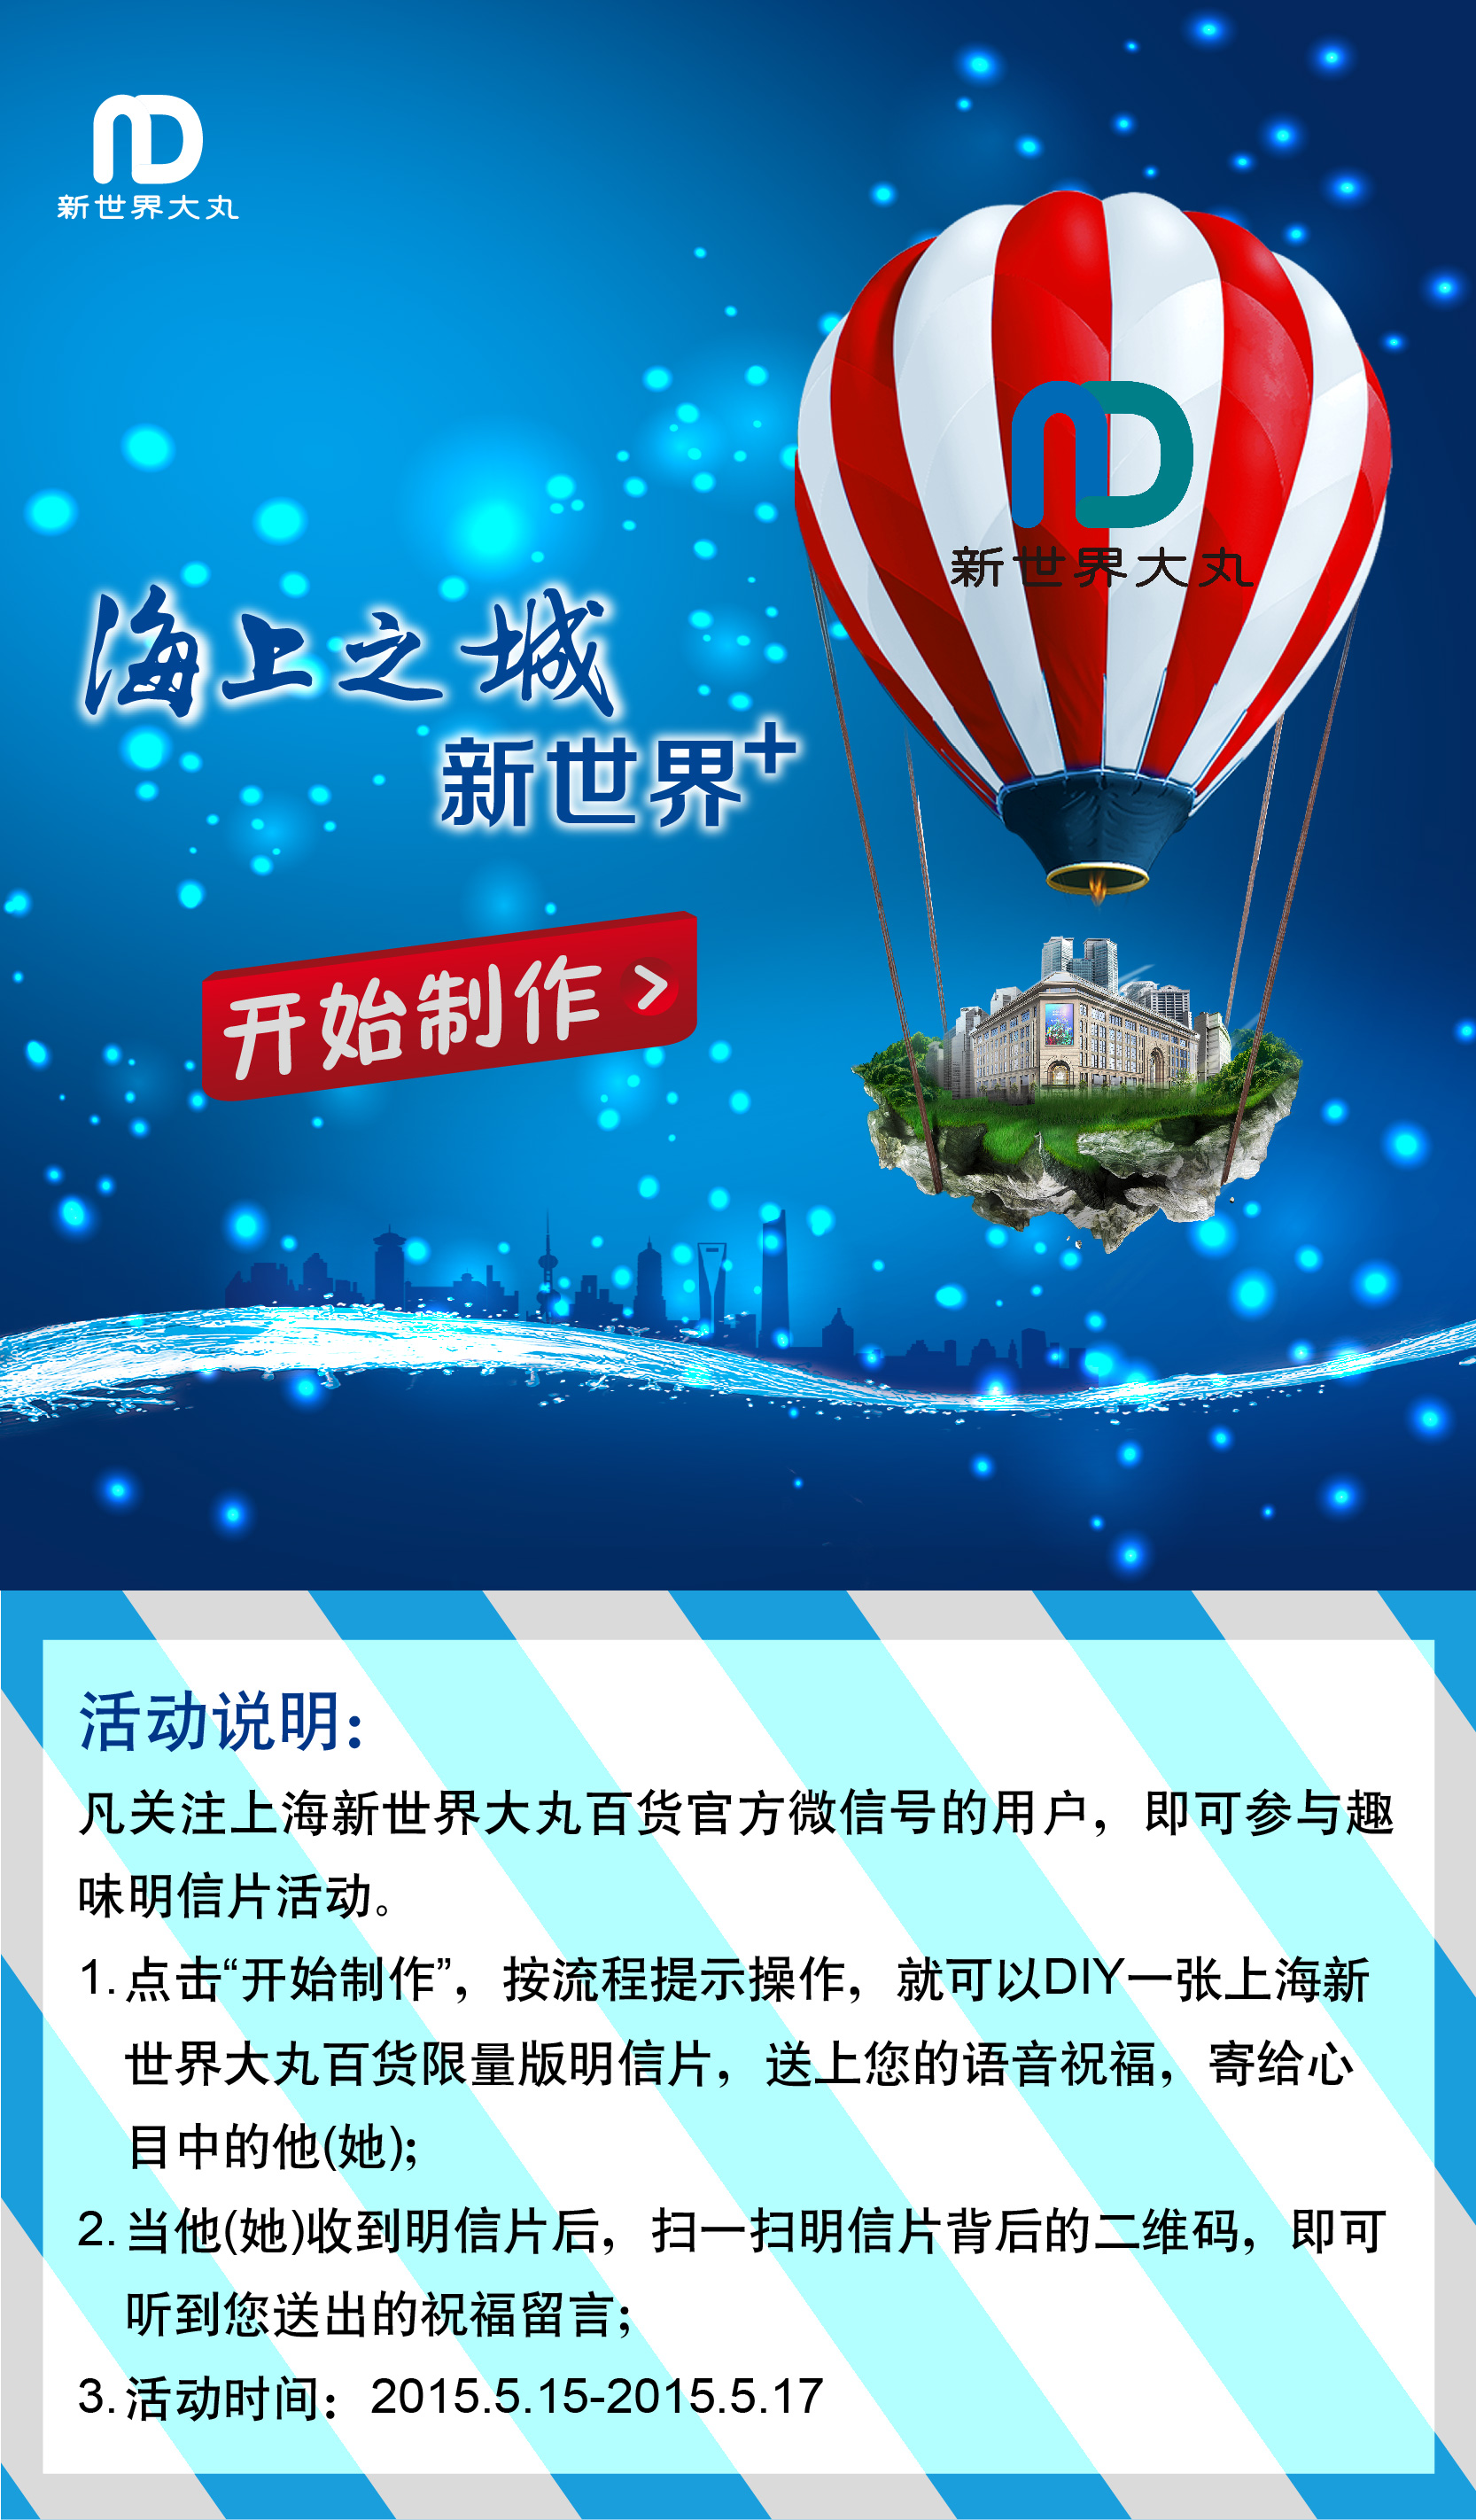 新世界大丸
新世界大丸
海上之城
新世界+
开始制作
活动说明：
凡关注上海新世界大丸百货官方微信号的用户，即可参与趣
味明信片活动。
1. 点击“开始制作”，按流程提示操作，就可以DIY一张上海新
世界大丸百货限量版明信片，送上您的语音祝福，寄给心
目中的他(她)；
2. 当他(她)收到明信片后，扫一扫明信片背后的二维码，即可
听到您送出的祝福留言；
3. 活动时间：2015.5.15-2015.5.17